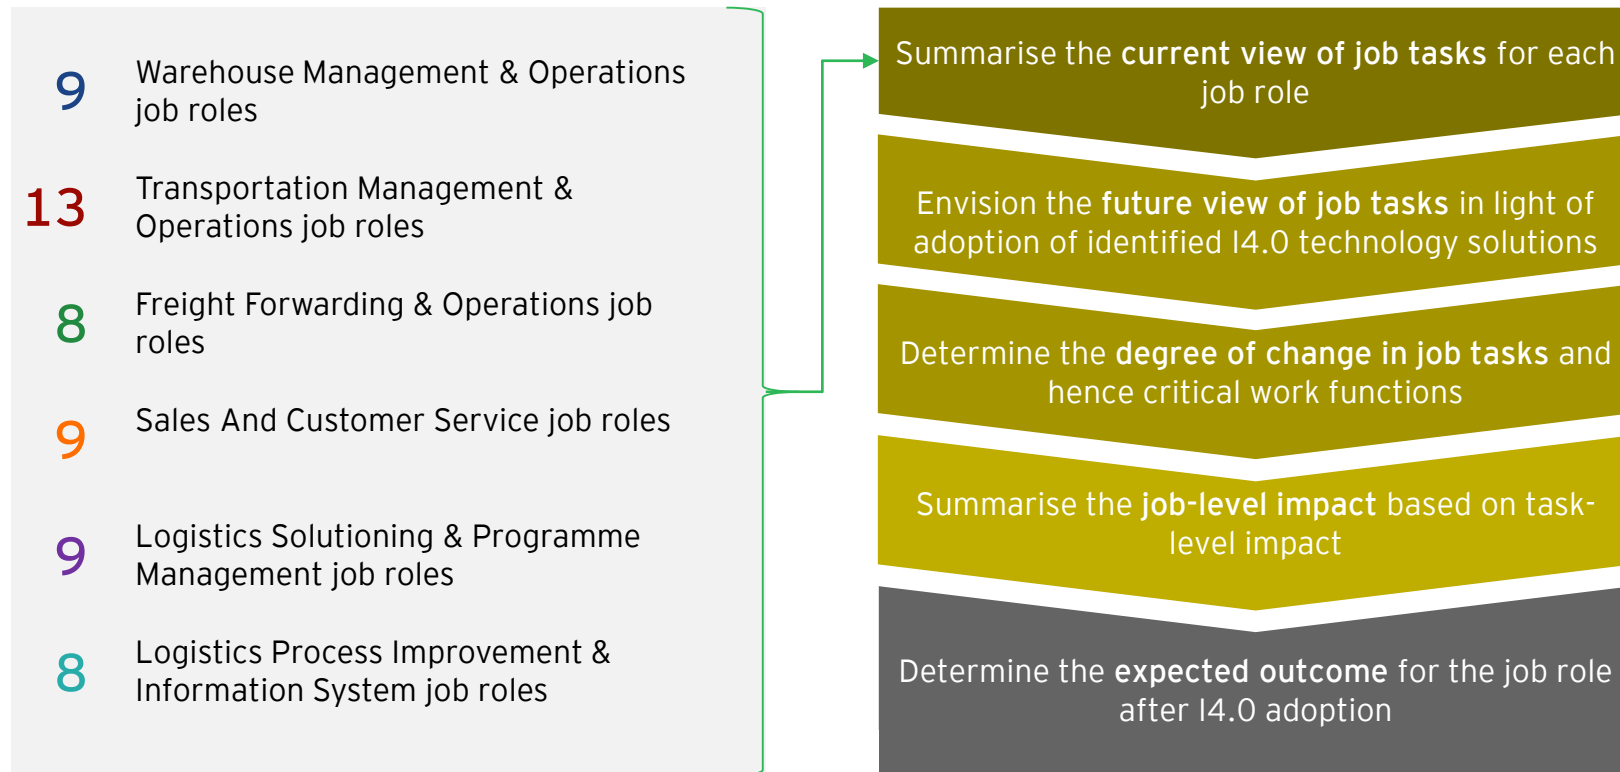 9
Warehouse Management & Operations
job roles
13
Transportation Management &
Operations job roles
8
Freight Forwarding & Operations job
roles
9
Sales And Customer Service job roles
9
Logistics Solutioning & Programme
Management job roles
8
Logistics Process Improvement &
Information System job roles
Summarise the current view of job tasks for each
job role
Envision the future view of job tasks in light of
adoption of identified I4.0 technology solutions
Determine the degree of change in job tasks and
hence critical work functions
Summarise the job-level impact based on task-
level impact
Determine the expected outcome for the job role
after I4.0 adoption